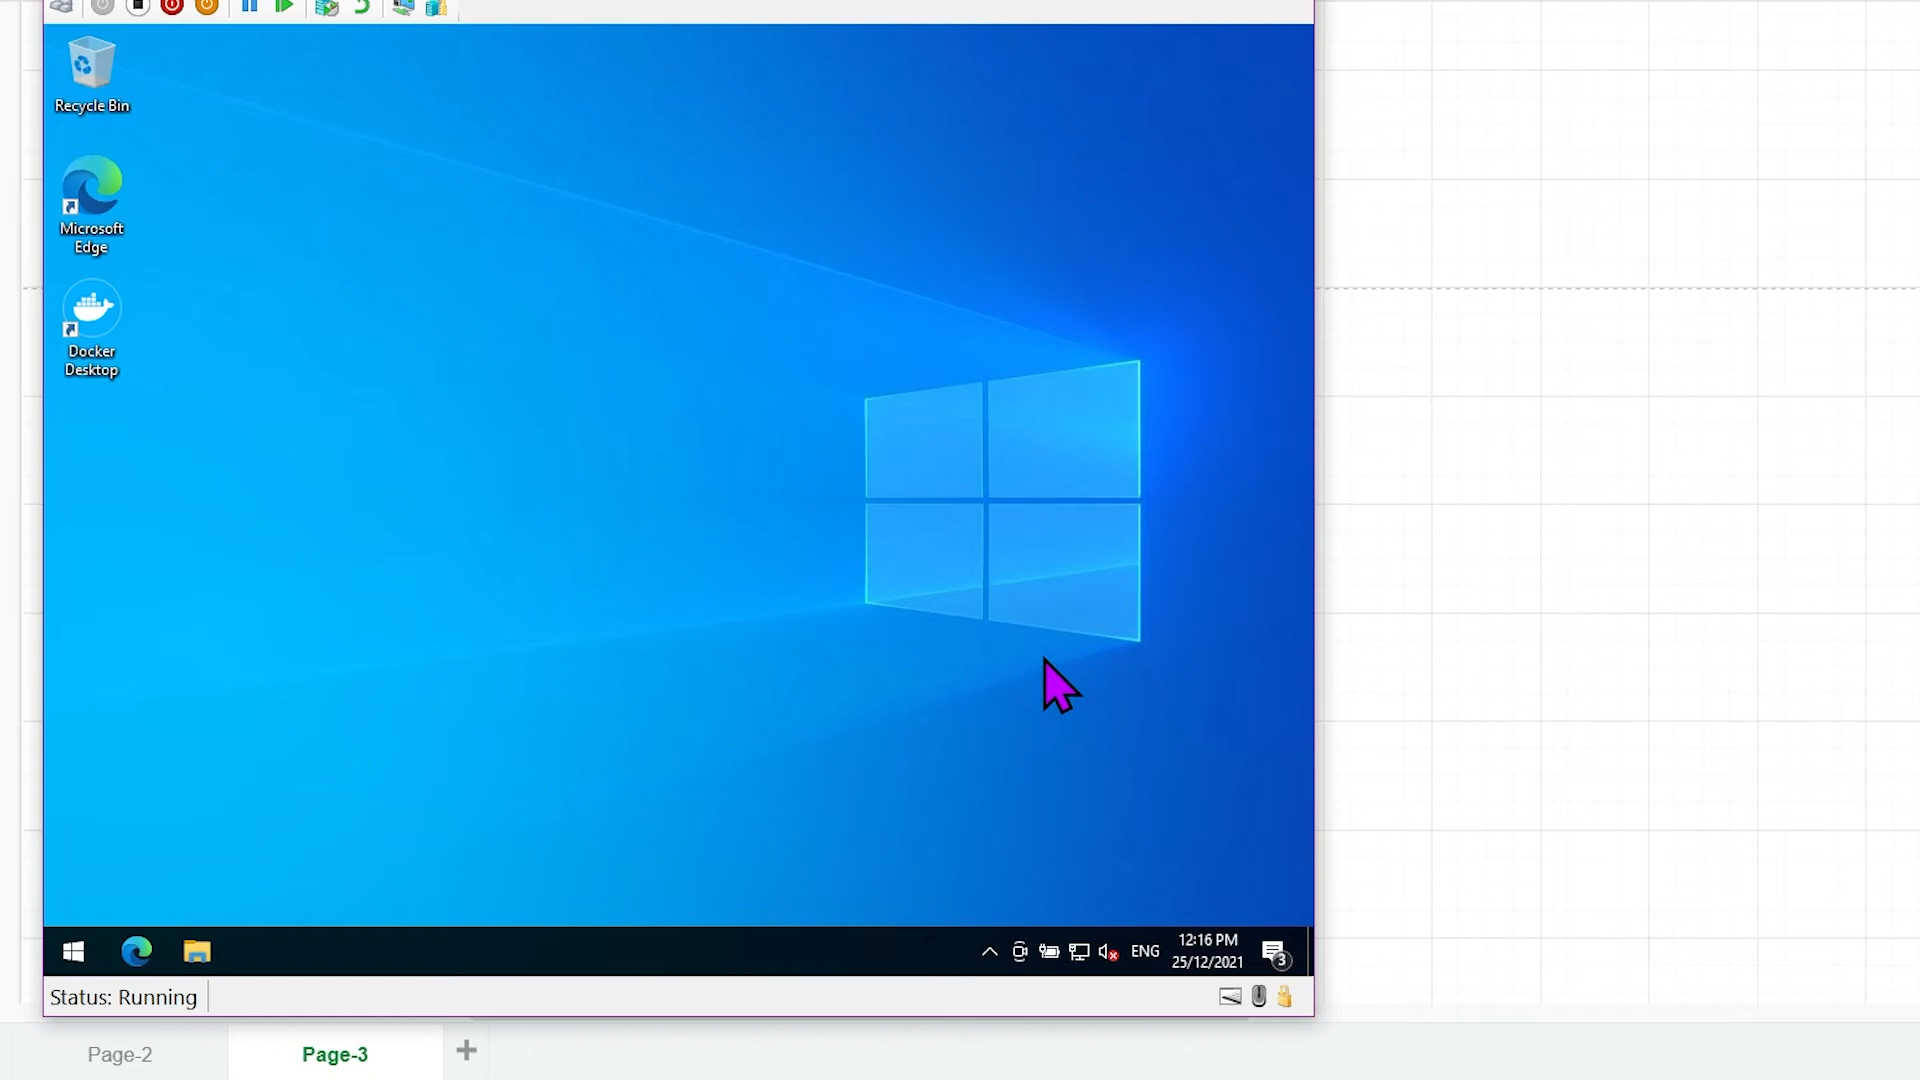 Recycle Bin
Microsoft
Edge
Docker
Desktop
ENG
12:16 PM
25/12/2021
3
Status: Running
Page-2
Page-3